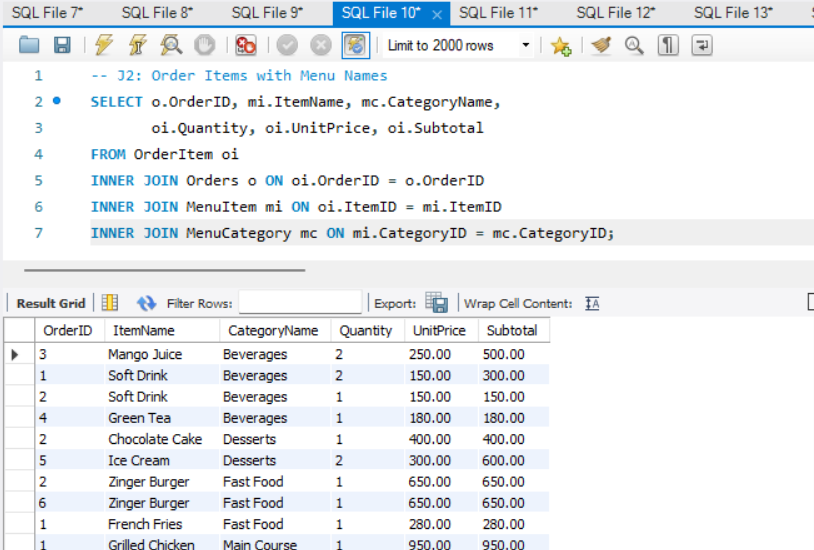 SQL File 7* SQL File 8* SQL File 9* SQL File 10* × SQL File 11* SQL File 12* SQL File 13*
Limit to 2000 rows
1 -- J2: Order Items with Menu Names
2 SELECT o.OrderID, mi.ItemName, mc.CategoryName,
3 oi.Quantity, oi.UnitPrice, oi.Subtotal
4 FROM OrderItem oi
5 INNER JOIN Orders o ON oi.OrderID = o.OrderID
6 INNER JOIN MenuItem mi ON oi.ItemID = mi.ItemID
7 INNER JOIN MenuCategory mc ON mi.CategoryID = mc.CategoryID;
Result Grid Filter Rows: Export: Wrap Cell Content:
OrderID ItemName CategoryName Quantity UnitPrice Subtotal
3 Mango Juice Beverages 2 250.00 500.00
1 Soft Drink Beverages 2 150.00 300.00
2 Soft Drink Beverages 1 150.00 150.00
4 Green Tea Beverages 1 180.00 180.00
2 Chocolate Cake Desserts 1 400.00 400.00
5 Ice Cream Desserts 2 300.00 600.00
2 Zinger Burger Fast Food 1 650.00 650.00
6 Zinger Burger Fast Food 1 650.00 650.00
1 French Fries Fast Food 1 280.00 280.00
1 Grilled Chicken Main Course 1 950.00 950.00